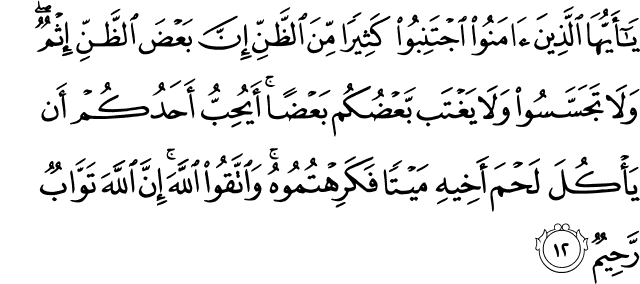 يَـٰٓأَيُّهَا ٱلَّذِينَ ءَامَنُوا۟ ٱجْتَنِبُوا۟ كَثِيرًا مِّنَ ٱلظَّنِّ إِنَّ بَعْضَ ٱلظَّنِّ إِثْمٌ ۖ
وَلَا تَجَسَّسُوا۟ وَلَا يَغْتَب بَّعْضُكُم بَعْضًا ۚ أَيُحِبُّ أَحَدُكُمْ أَن
يَأْكُلَ لَحْمَ أَخِيهِ مَيْتًا فَكَرِهْتُمُوهُ ۚ وَٱتَّقُوا۟ ٱللَّهَ ۚ إِنَّ ٱللَّهَ تَوَّابٌ
رَّحِيمٌ ١٢